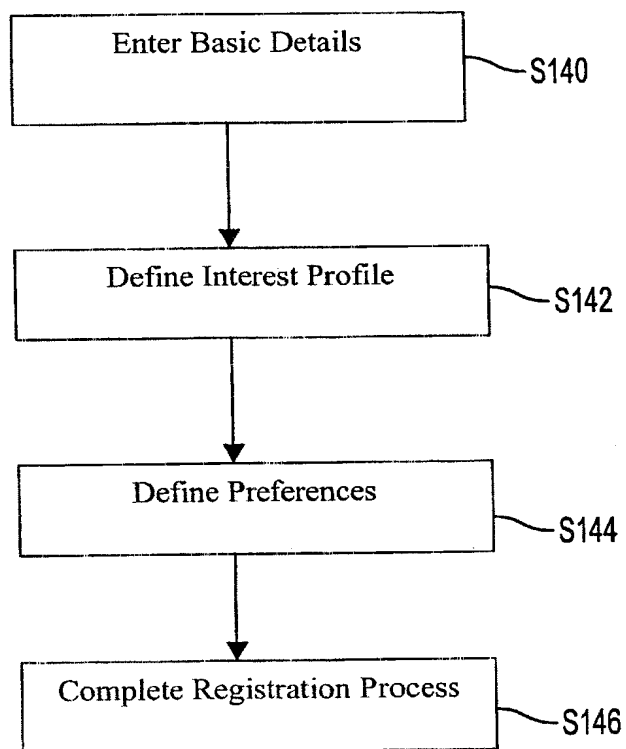 Enter Basic Details
S140
Define Interest Profile
S142
Define Preferences
S144
Complete Registration Process
S146